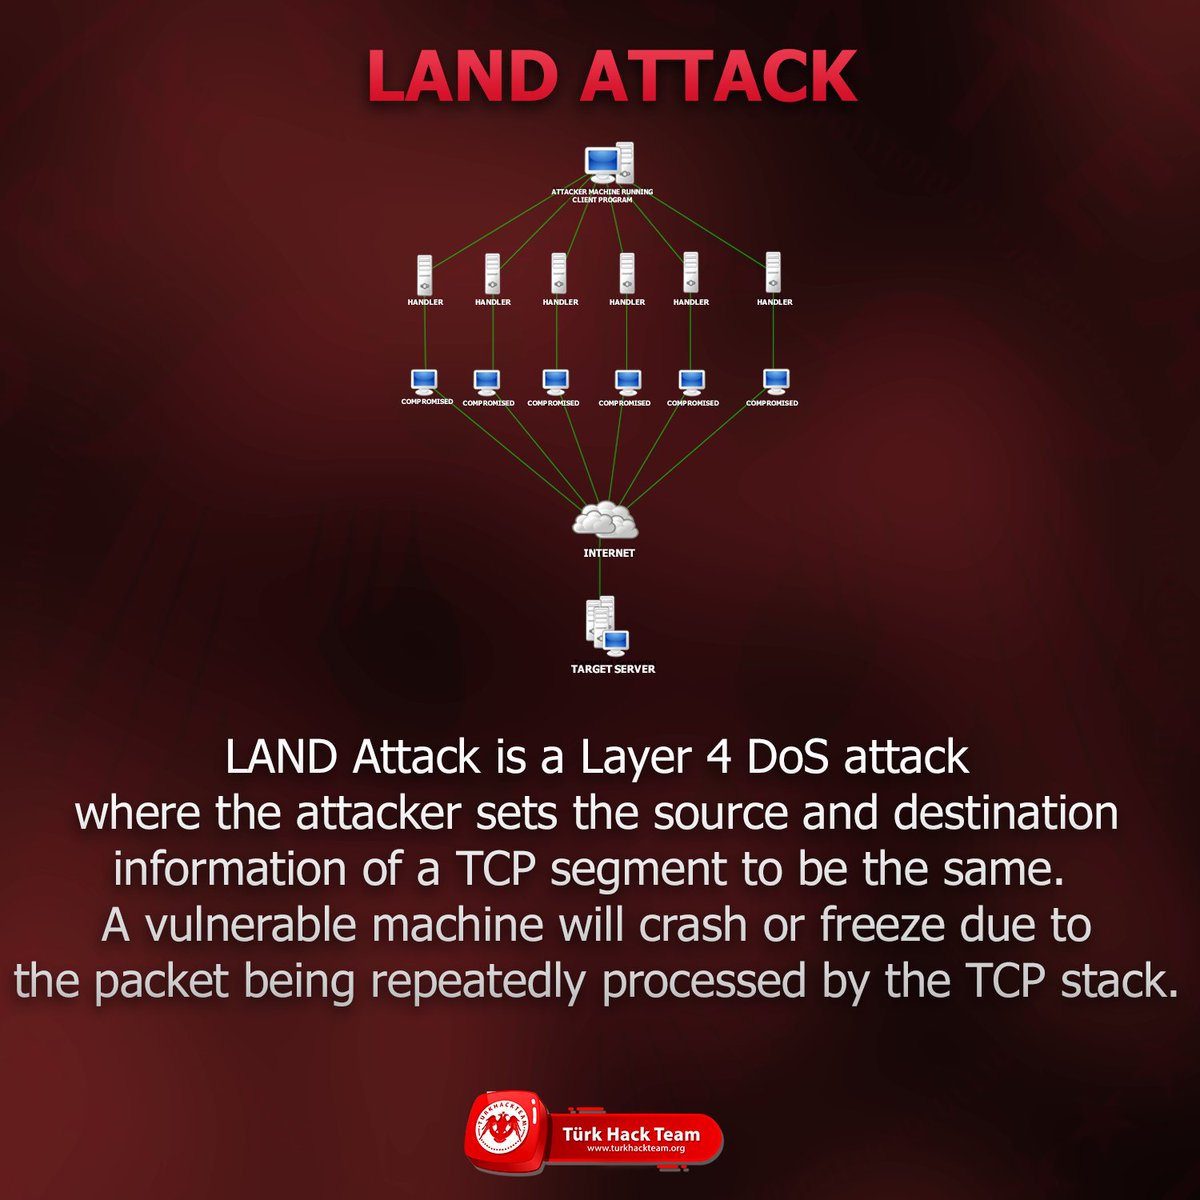 LAND ATTACK
ATTACKER MACHINE RUNNING
CLIENT PROGRAM
HANDLER HANDLER HANDLER HANDLER HANDLER HANDLER
COMPROMISED COMPROMISED COMPROMISED COMPROMISED COMPROMISED COMPROMISED
INTERNET
TARGET SERVER
LAND Attack is a Layer 4 DoS attack
where the attacker sets the source and destination
information of a TCP segment to be the same.
A vulnerable machine will crash or freeze due to
the packet being repeatedly processed by the TCP stack.
TURKHACKTEAM
Türk Hack Team
www.turkhackteam.org